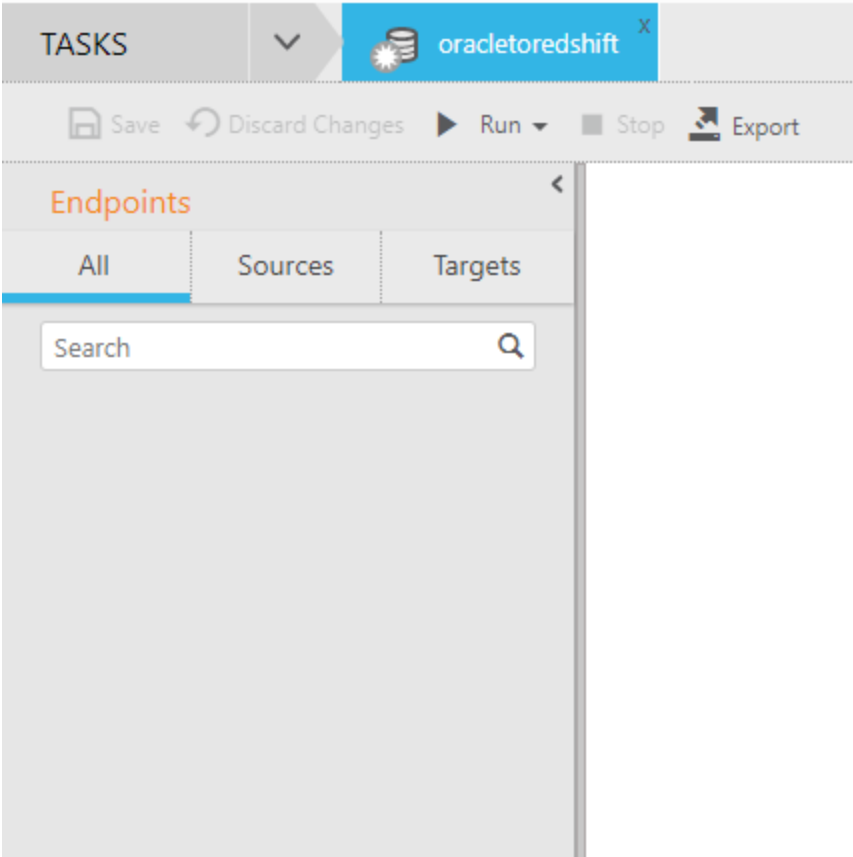 TASKS oracletoredshift x
Save Discard Changes Run Stop Export
Endpoints
All Sources Targets
Search